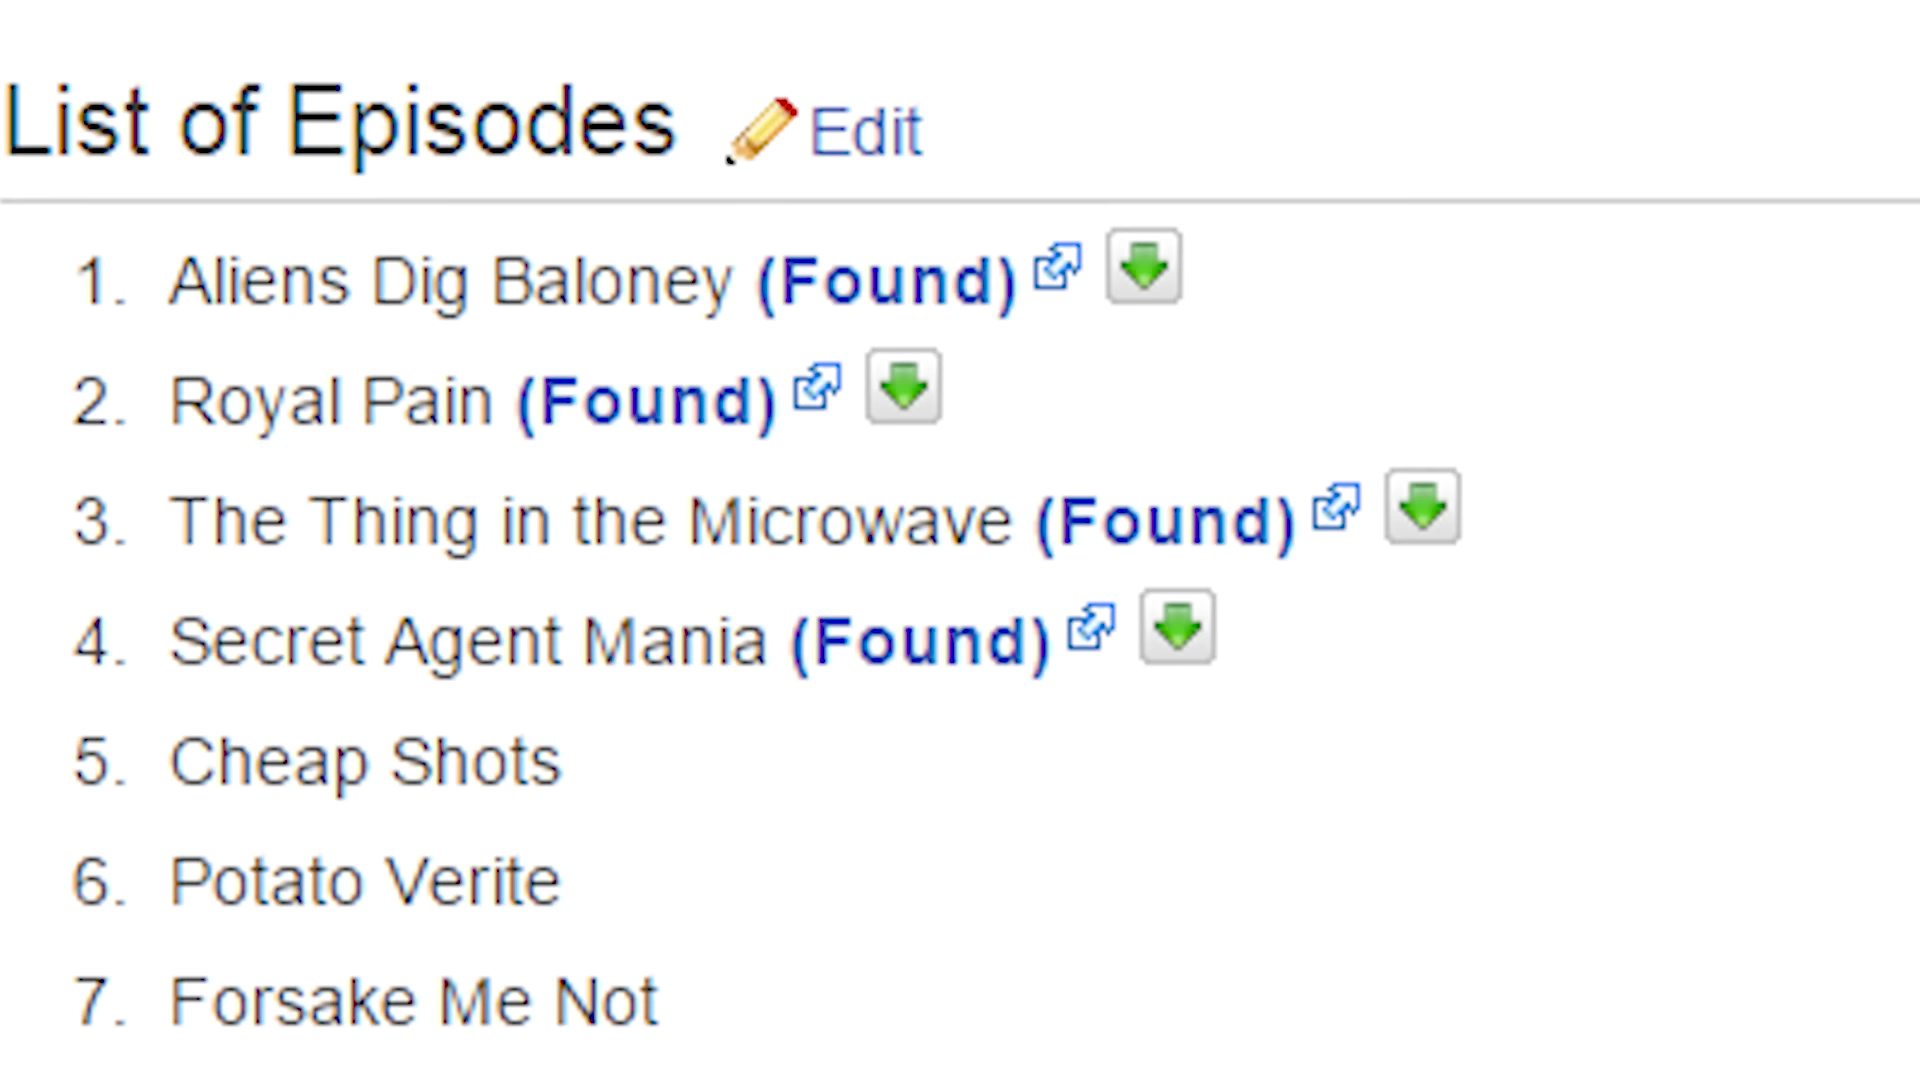 List of Episodes Edit
1. Aliens Dig Baloney (Found)
2. Royal Pain (Found)
3. The Thing in the Microwave (Found)
4. Secret Agent Mania (Found)
5. Cheap Shots
6. Potato Verite
7. Forsake Me Not